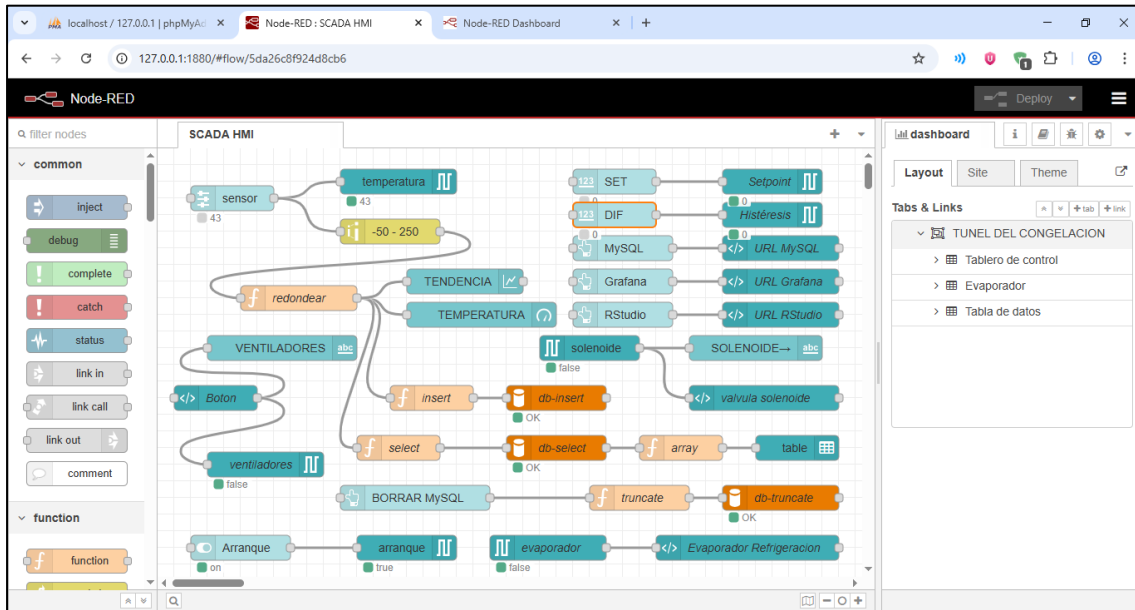 localhost / 127.0.0.1 | phpMyAd
Node-RED : SCADA HMI
Node-RED Dashboard
127.0.0.1:1880/#flow/5da26c8f924d8cb6
1
Node-RED
Deploy
filter nodes
common
inject
debug
complete
catch
status
link in
link call
link out
comment
function
function
SCADA HMI
sensor
43
temperatura
43
-50 - 250
redondear
TENDENCIA
TEMPERATURA
VENTILADORES
abc
Boton
ventiladores
false
insert
db-insert
OK
select
db-select
OK
array
table
BORRAR MySQL
truncate
db-truncate
OK
Arranque
on
arranque
true
evaporador
false
Evaporador Refrigeracion
123
SET
0
Setpoint
0
123
DIF
0
Histéresis
0
MySQL
URL MySQL
Grafana
URL Grafana
RStudio
URL RStudio
solenoide
false
SOLENOIDE→
abc
valvula solenoide
dashboard
Layout
Site
Theme
Tabs & Links
+tab
+link
TUNEL DEL CONGELACION
Tablero de control
Evaporador
Tabla de datos